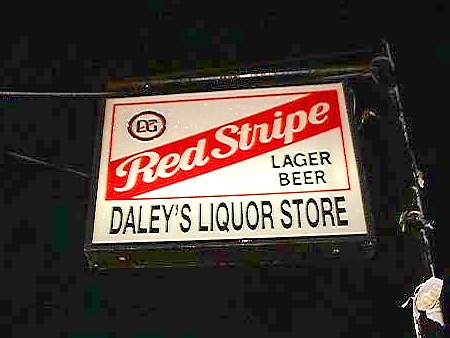 DG
Red Stripe
LAGER
BEER
DALEY'S LIQUOR STORE